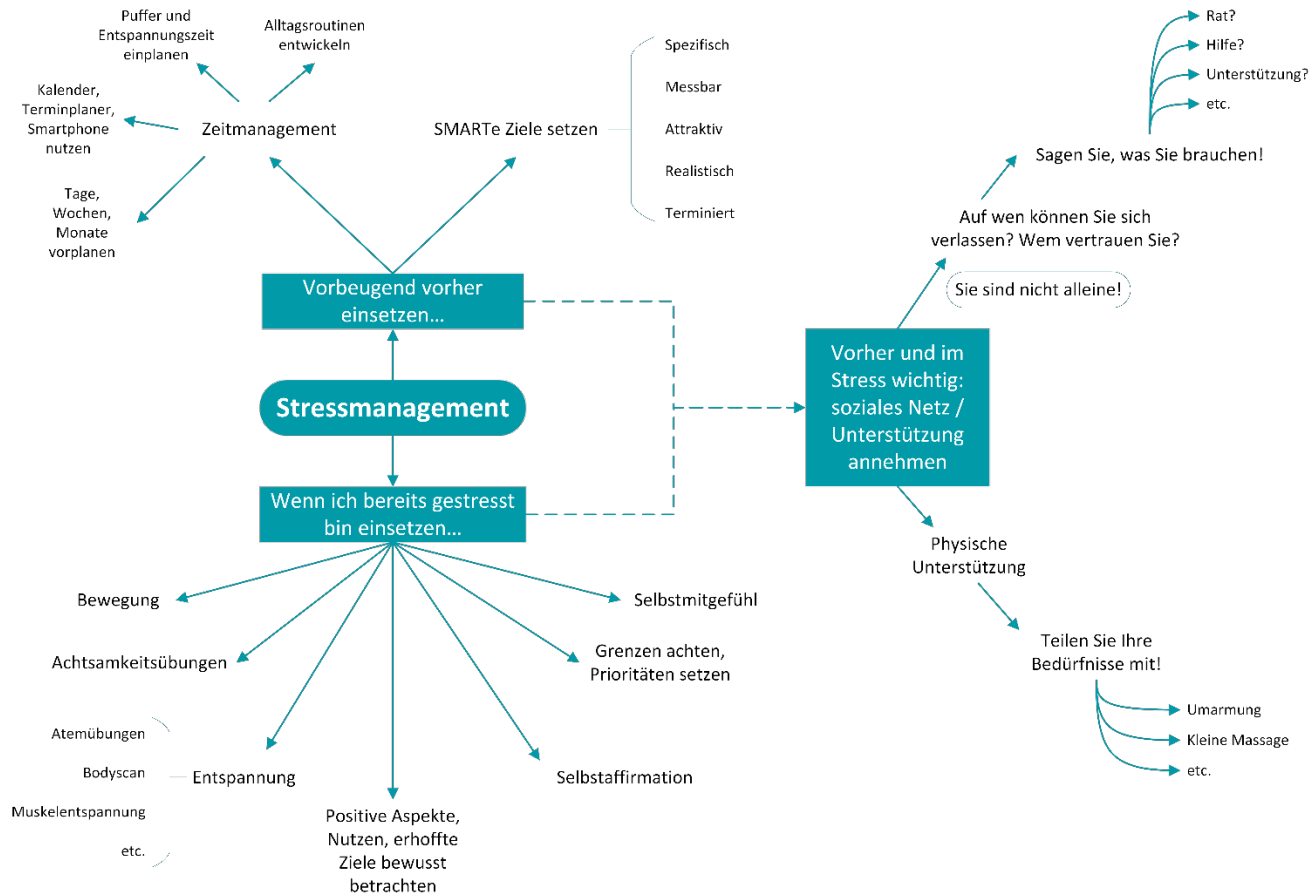 Puffer und
Entspannungszeit
einplanen
Alltagsroutinen
entwickeln
Kalender,
Terminplaner,
Smartphone
nutzen
Zeitmanagement
Tage,
Wochen,
Monate
vorplanen
SMARTe Ziele setzen
Spezifisch
Messbar
Attraktiv
Realistisch
Terminiert
Vorbeugend vorher
einsetzen…
Stressmanagement
Wenn ich bereits gestresst
bin einsetzen…
Bewegung
Achtsamkeitsübungen
Atemübungen
Bodyscan
Muskelentspannung
etc.
Entspannung
Positive Aspekte,
Nutzen, erhoffte
Ziele bewusst
betrachten
Selbstaffirmation
Grenzen achten,
Prioritäten setzen
Selbstmitgefühl
Vorher und im
Stress wichtig:
soziales Netz /
Unterstützung
annehmen
Rat?
Hilfe?
Unterstützung?
etc.
Sagen Sie, was Sie brauchen!
Auf wen können Sie sich
verlassen? Wem vertrauen Sie?
Sie sind nicht alleine!
Physische
Unterstützung
Teilen Sie Ihre
Bedürfnisse mit!
Umarmung
Kleine Massage
etc.